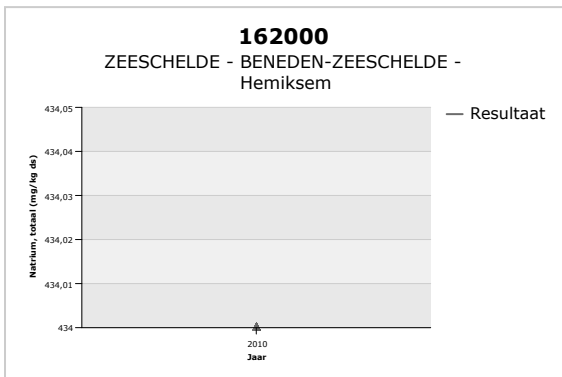 162000
ZEESCHELDE - BENEDEN-ZEESCHELDE -
Hemiksem
Resultaat
Natrium, totaal (mg/kg ds)
434,05
434,04
434,03
434,02
434,01
434
2010
Jaar